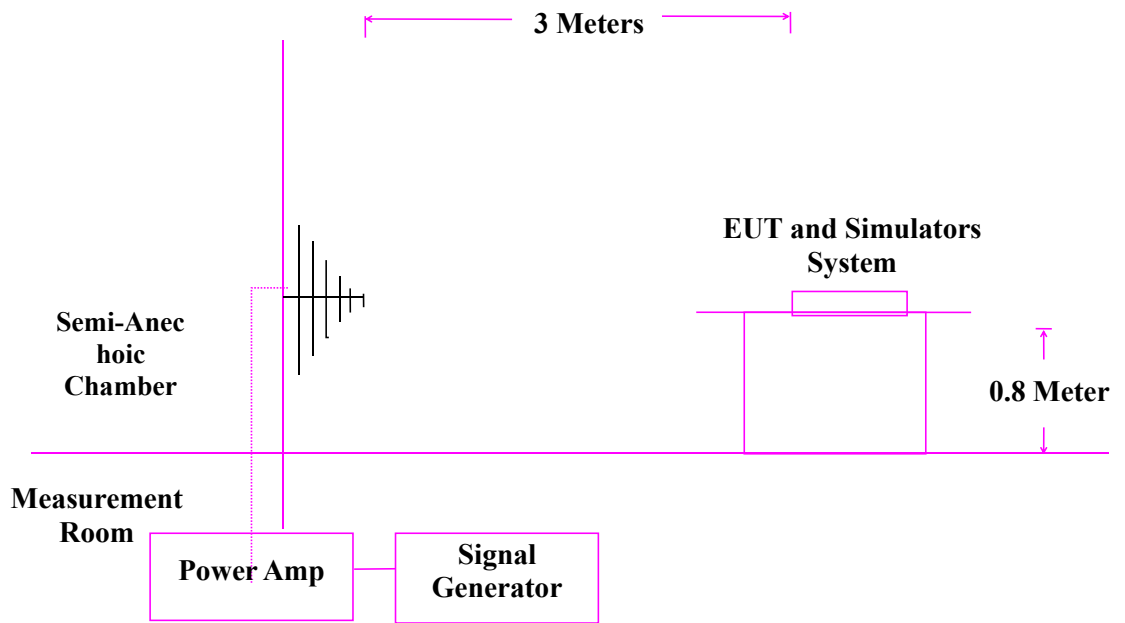 3 Meters
EUT and Simulators
System
Semi-Anec
hoic
Chamber
0.8 Meter
Measurement
Room
Power Amp
Signal
Generator